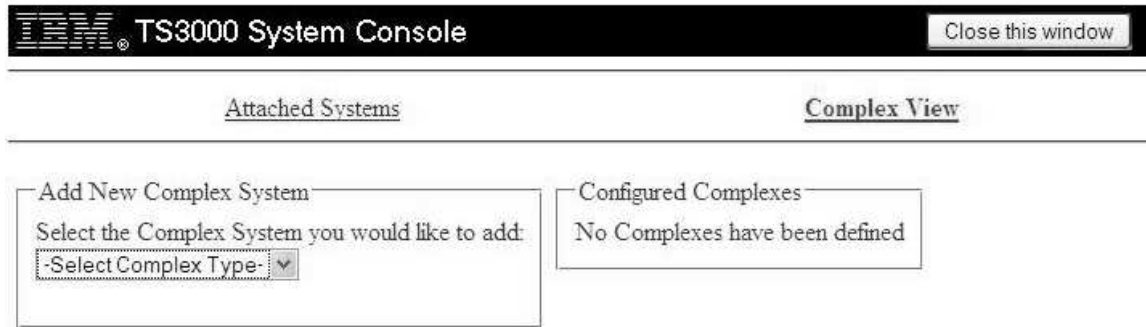 IBM® TS3000 System Console
Close this window
Attached Systems
Complex View
Add New Complex System
Select the Complex System you would like to add:
-Select Complex Type-
Configured Complexes
No Complexes have been defined